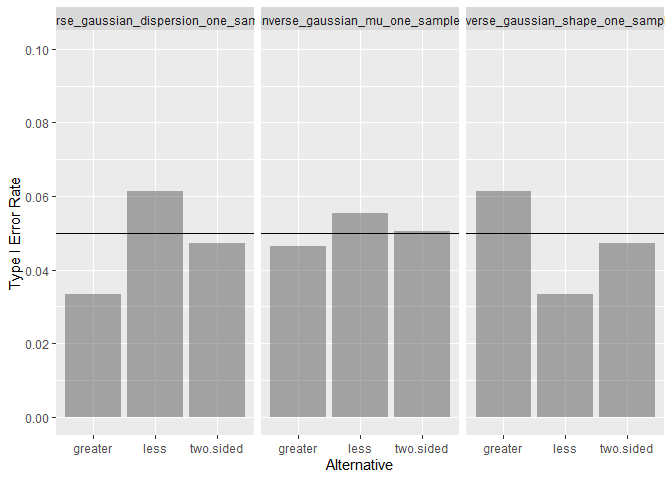 rse_gaussian_dispersion_one_sam
nverse_gaussian_mu_one_sample
verse_gaussian_shape_one_samp
0.10
0.08
0.06
0.04
0.02
0.00
Type I Error Rate
greater less two.sided greater less two.sided greater less two.sided
Alternative